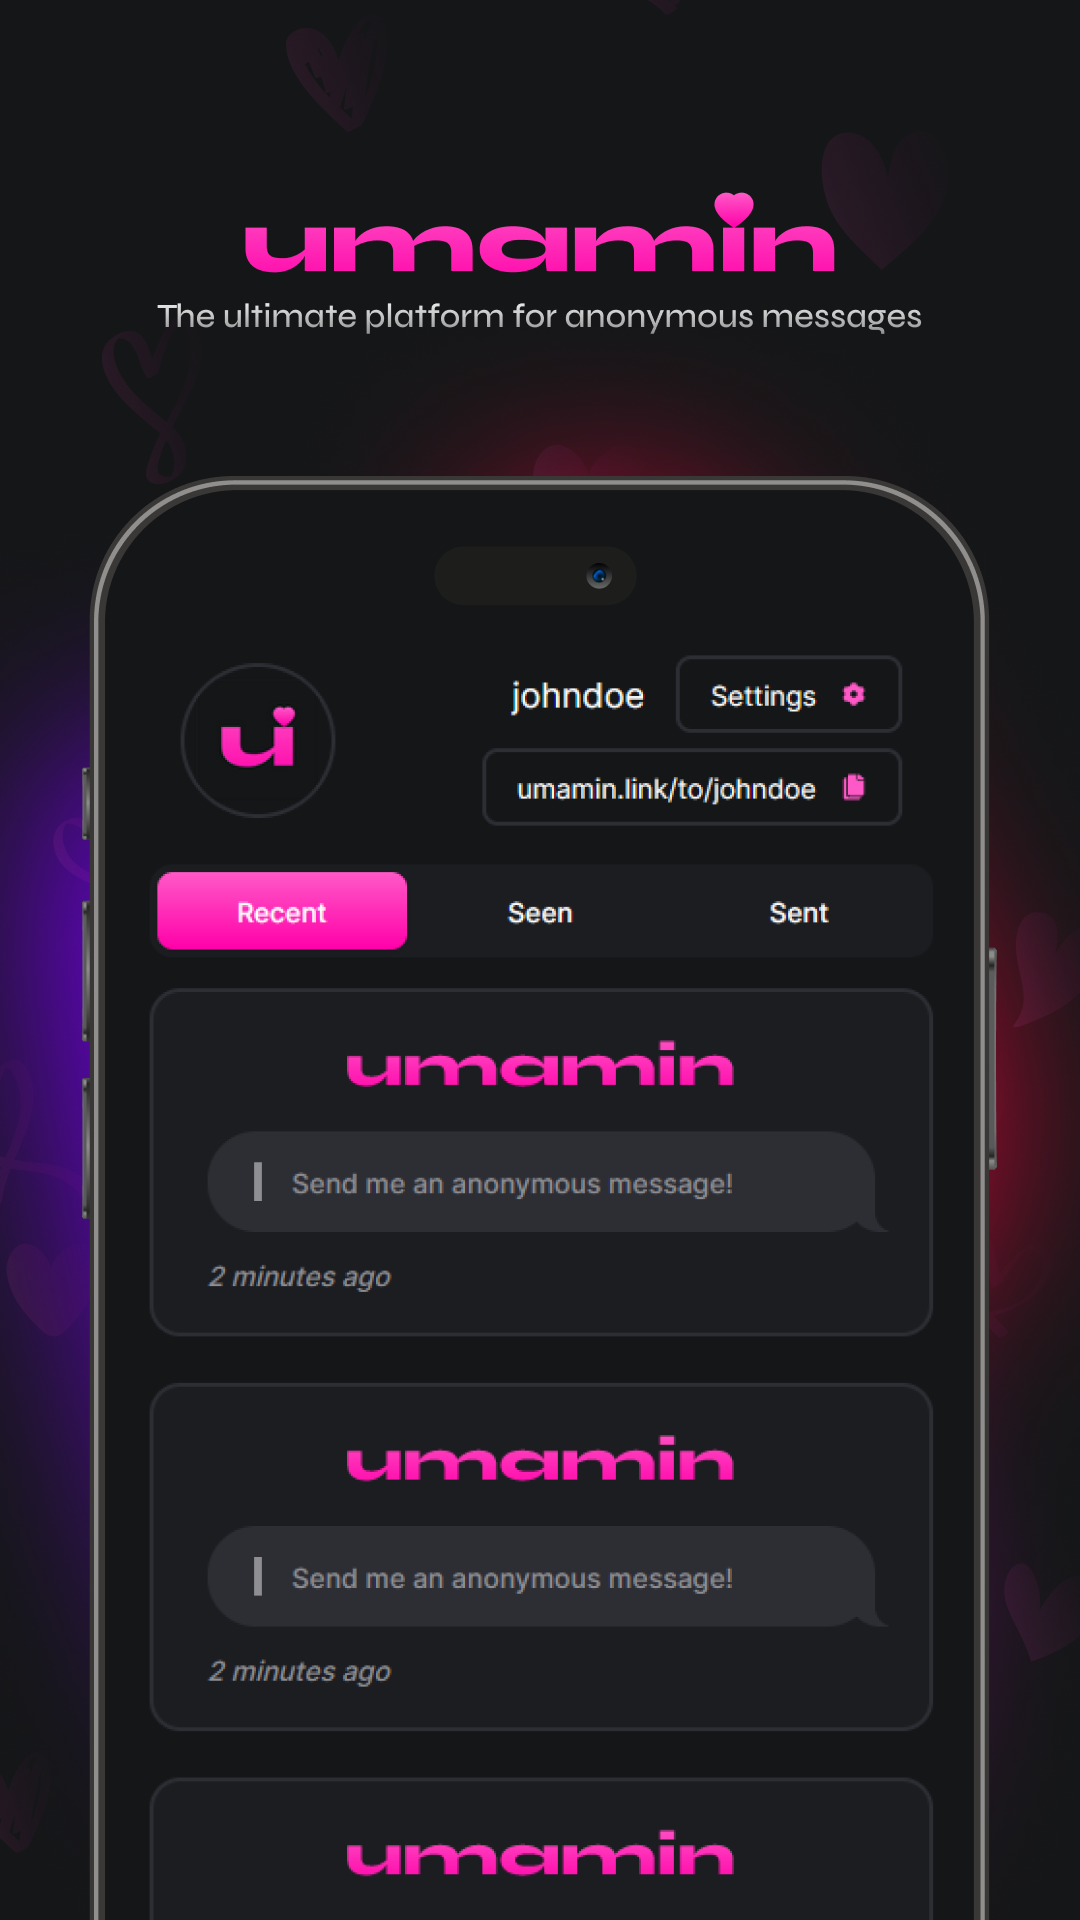 umamin
The ultimate platform for anonymous messages
ui
johndoe
Settings
umamin.link/to/johndoe
Recent
Seen
Sent
umamin
Send me an anonymous message!
2 minutes ago
umamin
Send me an anonymous message!
2 minutes ago
umamin